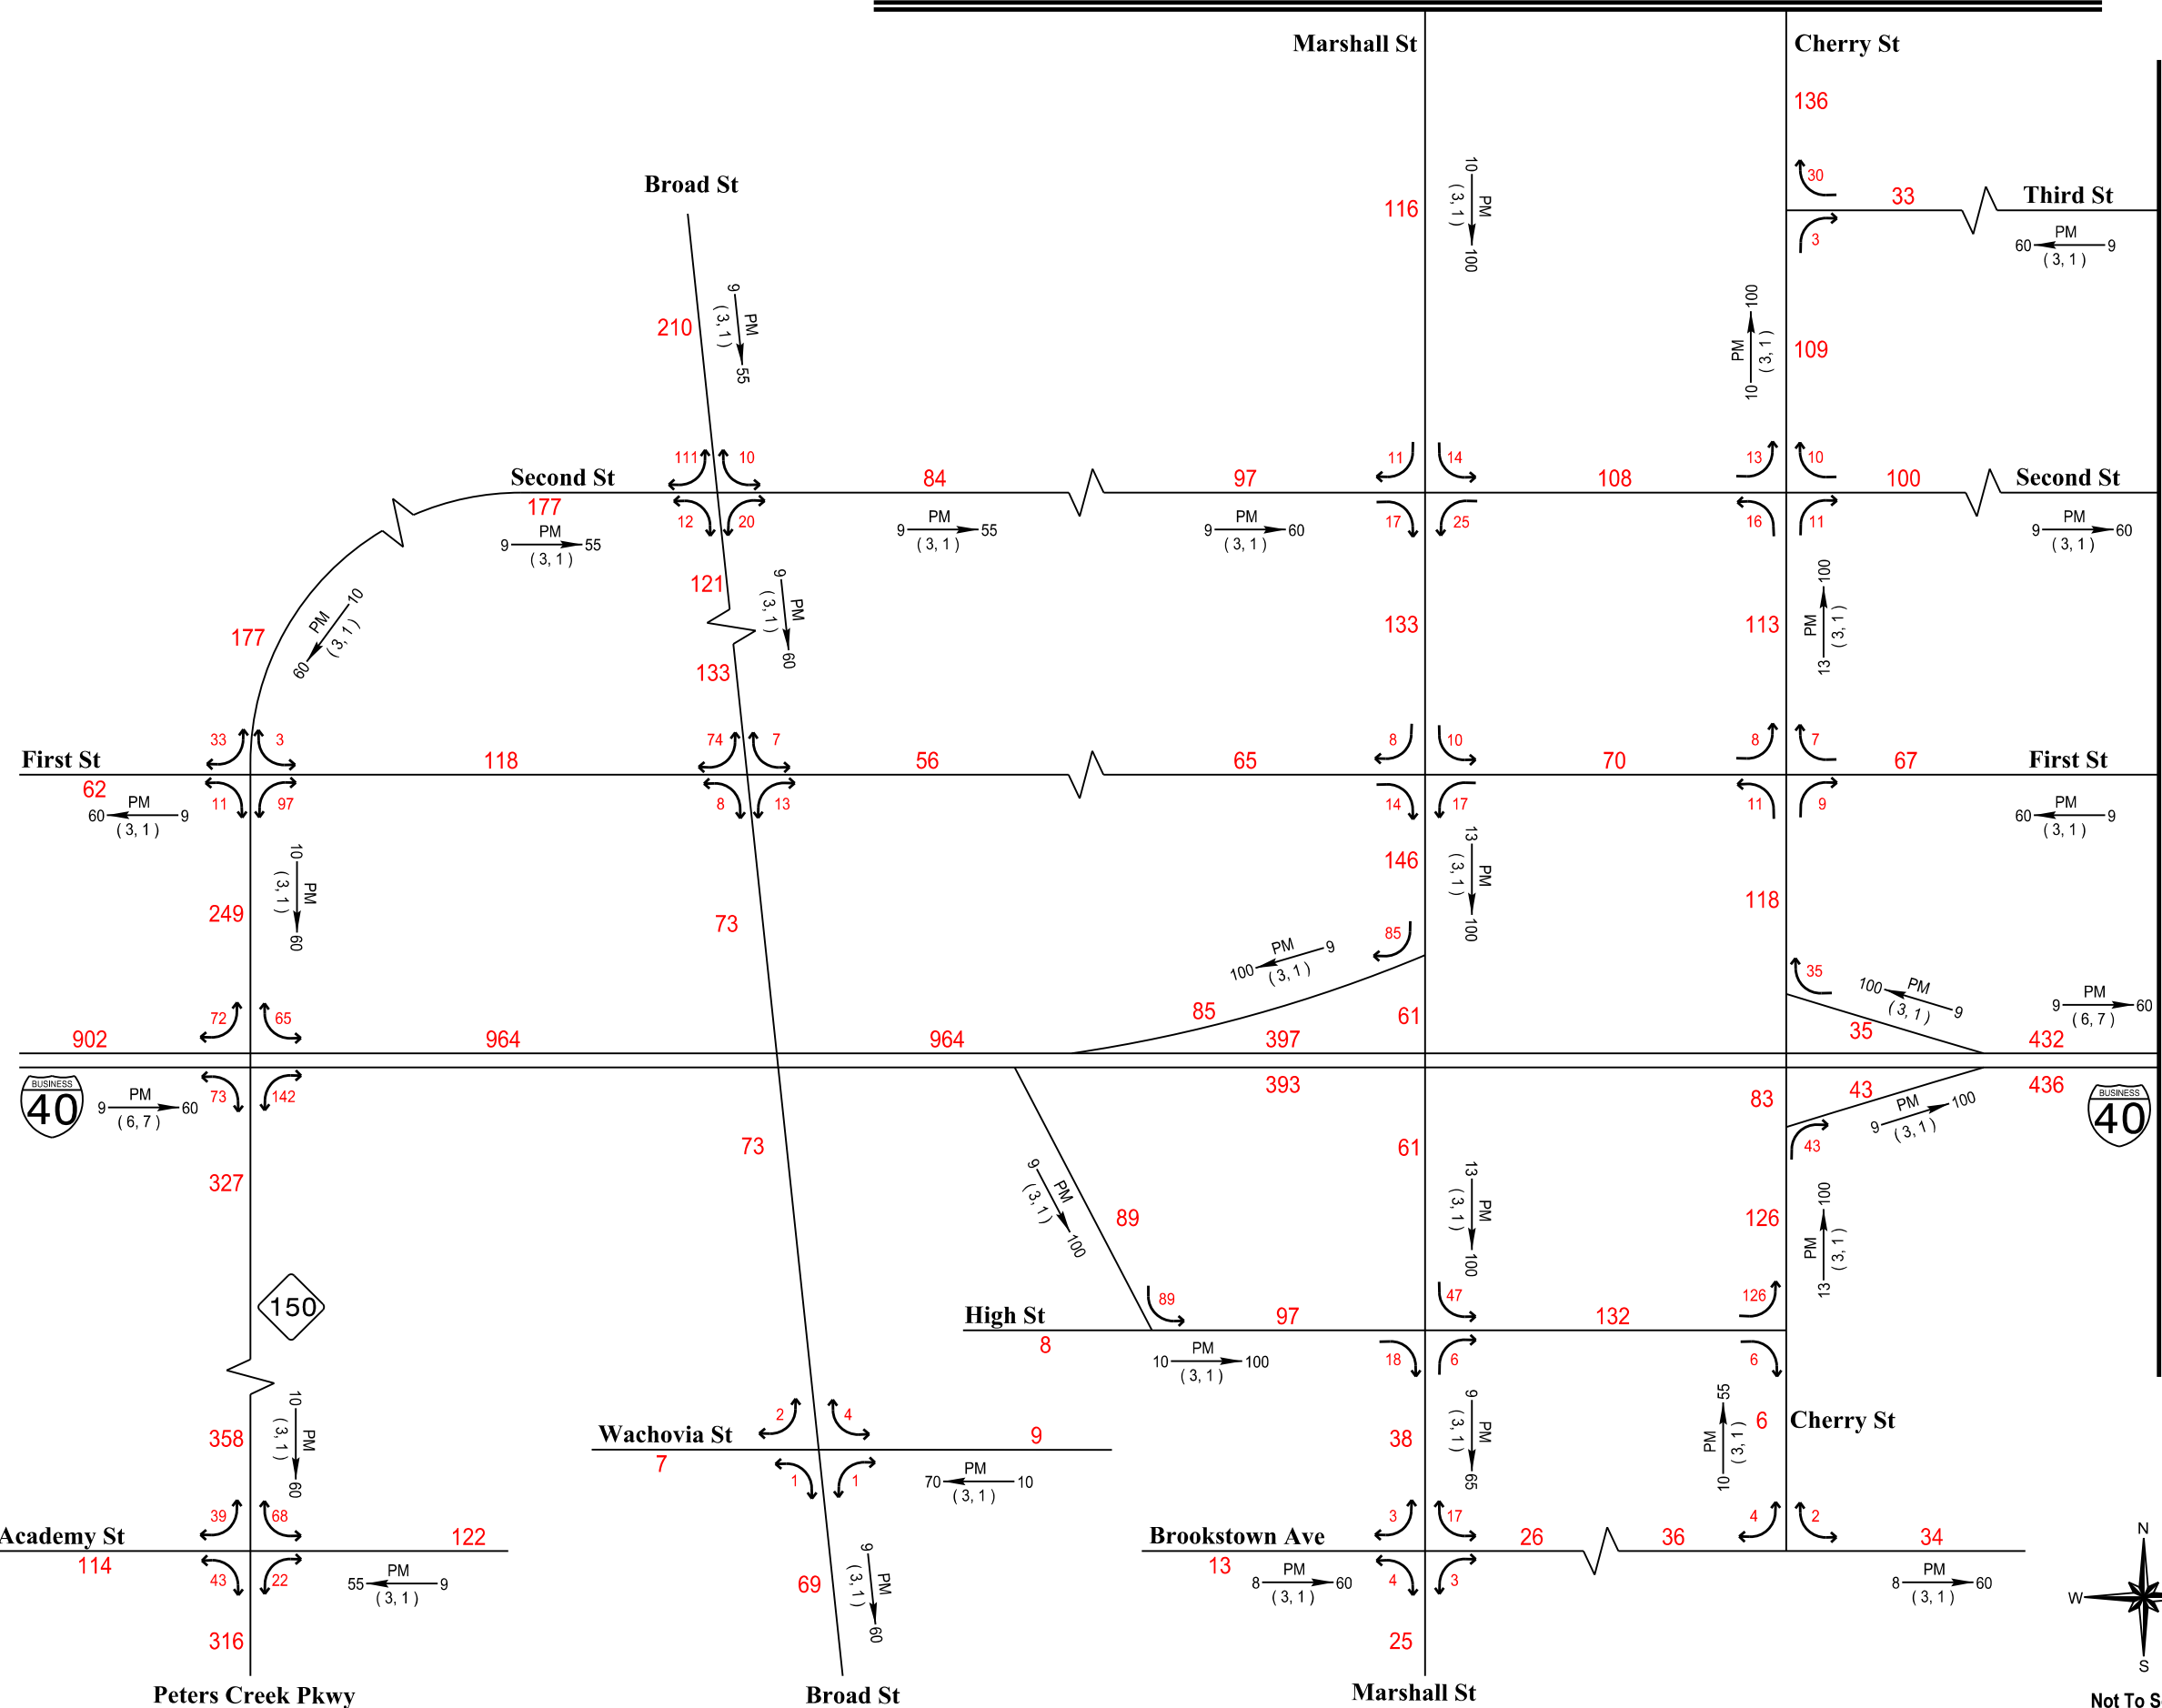 Marshall St
Cherry St
136
30
33
Third St
3
60 PM 9
( 3, 1 )
Broad St
116
10 PM 100
( 3, 1 )
210
9 PM 55
( 3, 1 )
10 PM 100
( 3, 1 )
109
Second St
177
9 PM 55
( 3, 1 )
111
10
12
20
84
9 PM 55
( 3, 1 )
97
9 PM 60
( 3, 1 )
11
14
17
25
108
13
10
16
11
100
Second St
9 PM 60
( 3, 1 )
177
10 PM 60
( 3, 1 )
121
9 PM 60
( 3, 1 )
133
133
113
13 PM 100
( 3, 1 )
First St
62
60 PM 9
( 3, 1 )
33
3
11
97
118
74
7
8
13
56
65
8
10
14
17
70
8
7
11
9
67
First St
60 PM 9
( 3, 1 )
249
10 PM 60
( 3, 1 )
73
146
13 PM 100
( 3, 1 )
118
85
100 PM 9
( 3, 1 )
85
61
35
100 PM 9
( 3, 1 )
35
9 PM 60
( 6, 7 )
902
72
65
964
964
397
432
BUSINESS
40
9 PM 60
( 6, 7 )
73
142
393
83
43
436
9 PM 100
( 3, 1 )
BUSINESS
40
43
327
73
9 PM 100
( 3, 1 )
89
61
13 PM 100
( 3, 1 )
126
13 PM 100
( 3, 1 )
150
High St
8
89
97
10 PM 100
( 3, 1 )
47
18
6
132
126
6
358
10 PM 60
( 3, 1 )
Wachovia St
7
2
4
1
1
9
70 PM 10
( 3, 1 )
38
9 PM 65
( 3, 1 )
10 PM 55
( 3, 1 )
6
Cherry St
Academy St
114
39
68
43
22
122
55 PM 9
( 3, 1 )
69
9 PM 60
( 3, 1 )
Brookstown Ave
13
8 PM 60
( 3, 1 )
3
17
4
3
26
36
4
2
34
8 PM 60
( 3, 1 )
N
W
S
316
25
Peters Creek Pkwy
Broad St
Marshall St
Not To S